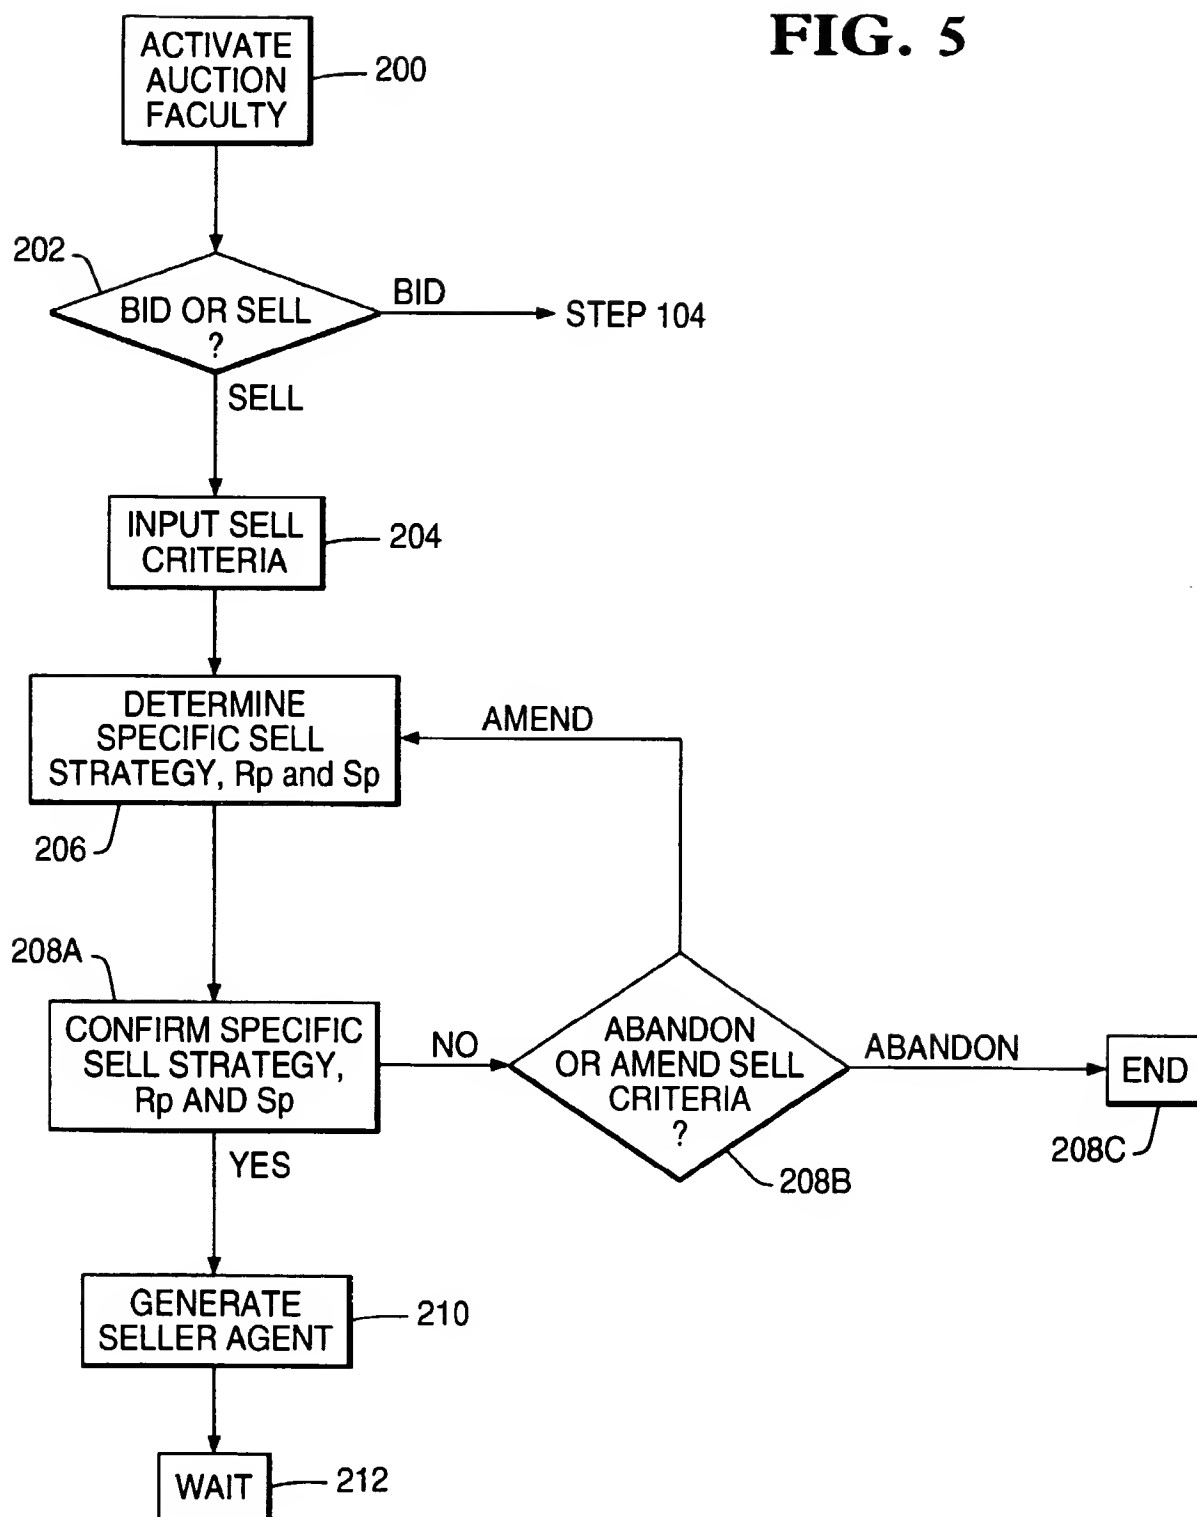 FIG. 5
ACTIVATE
AUCTION
FACULTY
200
202
BID OR SELL
?
BID
STEP 104
SELL
INPUT SELL
CRITERIA
204
DETERMINE
SPECIFIC SELL
STRATEGY, Rp and Sp
206
AMEND
208A
CONFIRM SPECIFIC
SELL STRATEGY,
Rp AND Sp
NO
ABANDON
OR AMEND SELL
CRITERIA
?
208B
ABANDON
END
208C
YES
GENERATE
SELLER AGENT
210
WAIT
212